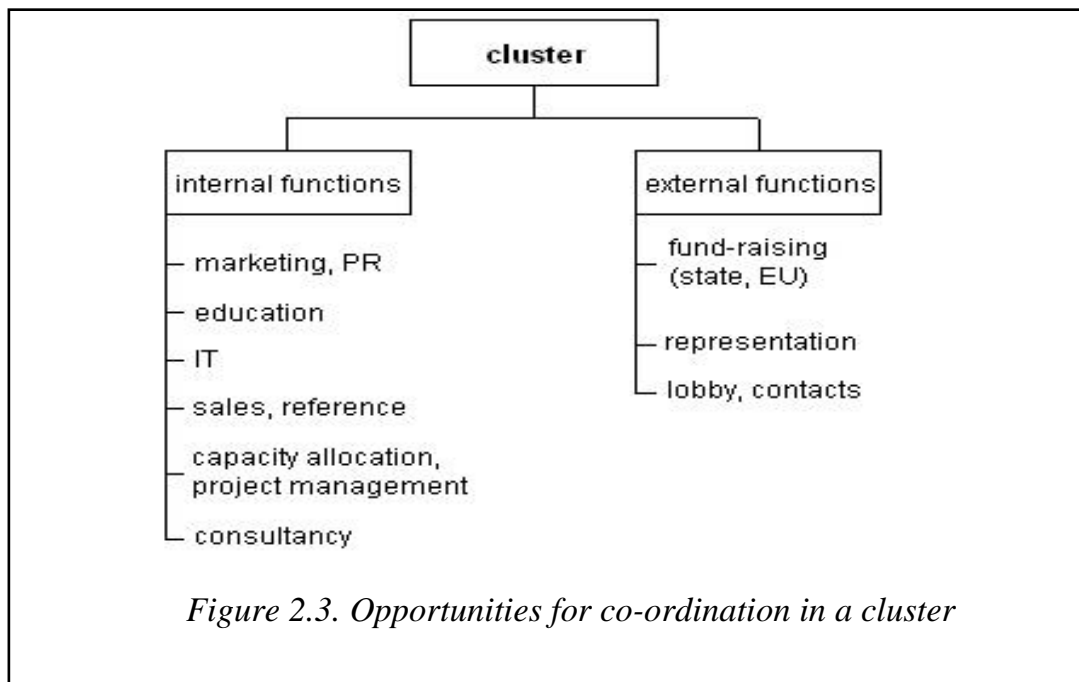 cluster
internal functions
marketing, PR
education
IT
sales, reference
capacity allocation,
project management
consultancy
external functions
fund-raising
(state, EU)
representation
lobby, contacts
Figure 2.3. Opportunities for co-ordination in a cluster